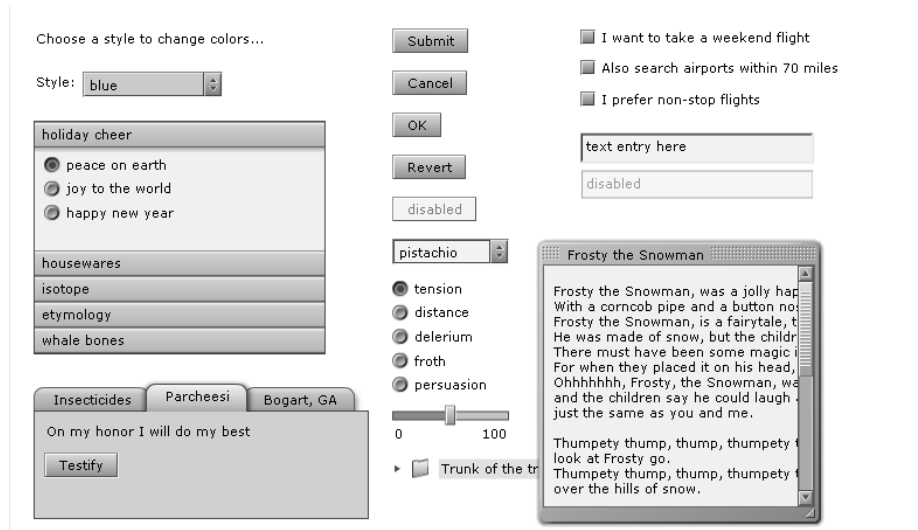 Choose a style to change colors...
Style: blue
holiday cheer
peace on earth
joy to the world
happy new year
housewares
isotope
etymology
whale bones
Insecticides Parcheesi Bogart, GA
On my honor I will do my best
Testify
Submit
Cancel
OK
Revert
disabled
pistachio
tension
distance
delerium
froth
persuasion
0 100
Trunk of the
I want to take a weekend flight
Also search airports within 70 miles
I prefer non-stop flights
text entry here
disabled
Frosty the Snowman
Frosty the Snowman, was a jolly
With a corncob pipe and a button
Frosty the Snowman, is a fairytale,
He was made of snow, but the
There must have been some magic
For when they placed it on his head,
Ohhhhhhh, Frosty, the Snowman,
and the children say he could laugh
just the same as you and me.
Thumpety thump, thump, thumpety
look at Frosty go.
Thumpety thump, thump, thumpety
over the hills of snow.